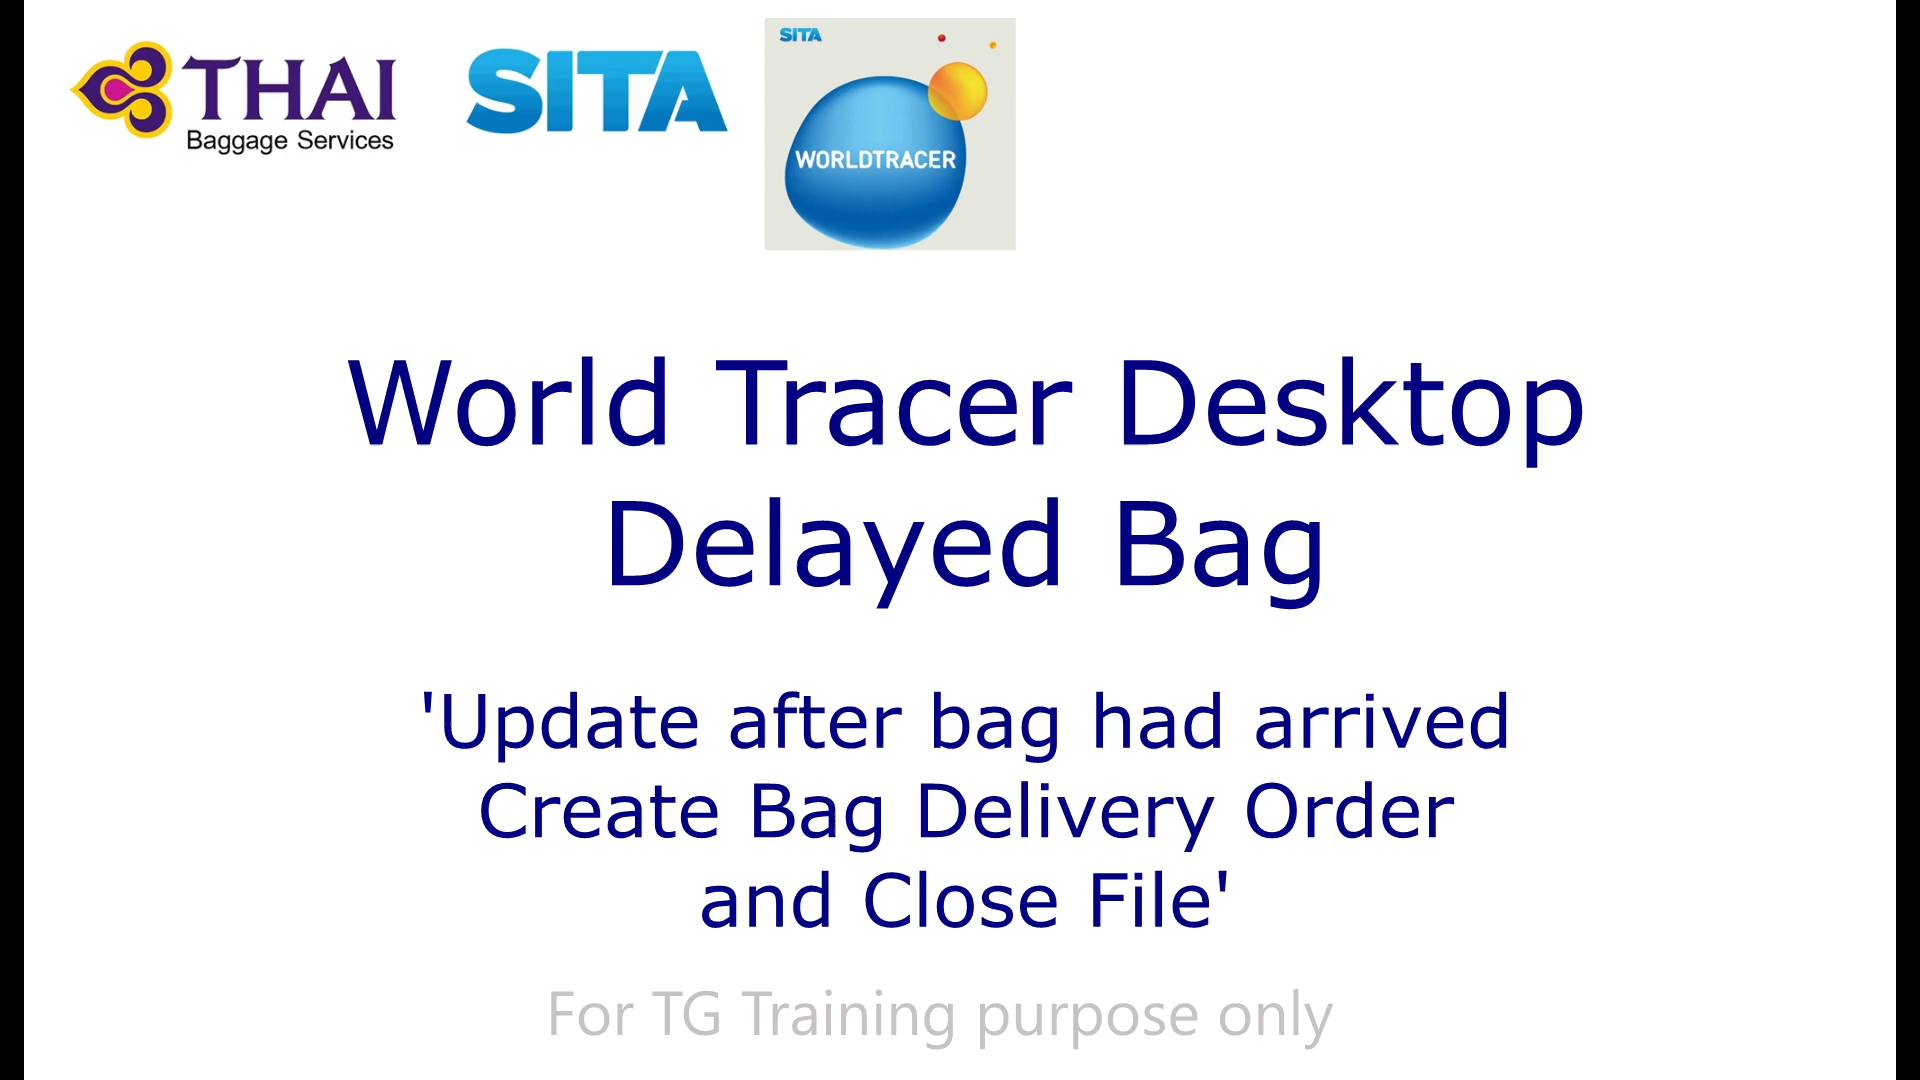 THAI
Baggage Services
SITA
SITA
WORLDTRACER
World Tracer Desktop
Delayed Bag
'Update after bag had arrived
Create Bag Delivery Order
and Close File'
For TG Training purpose only